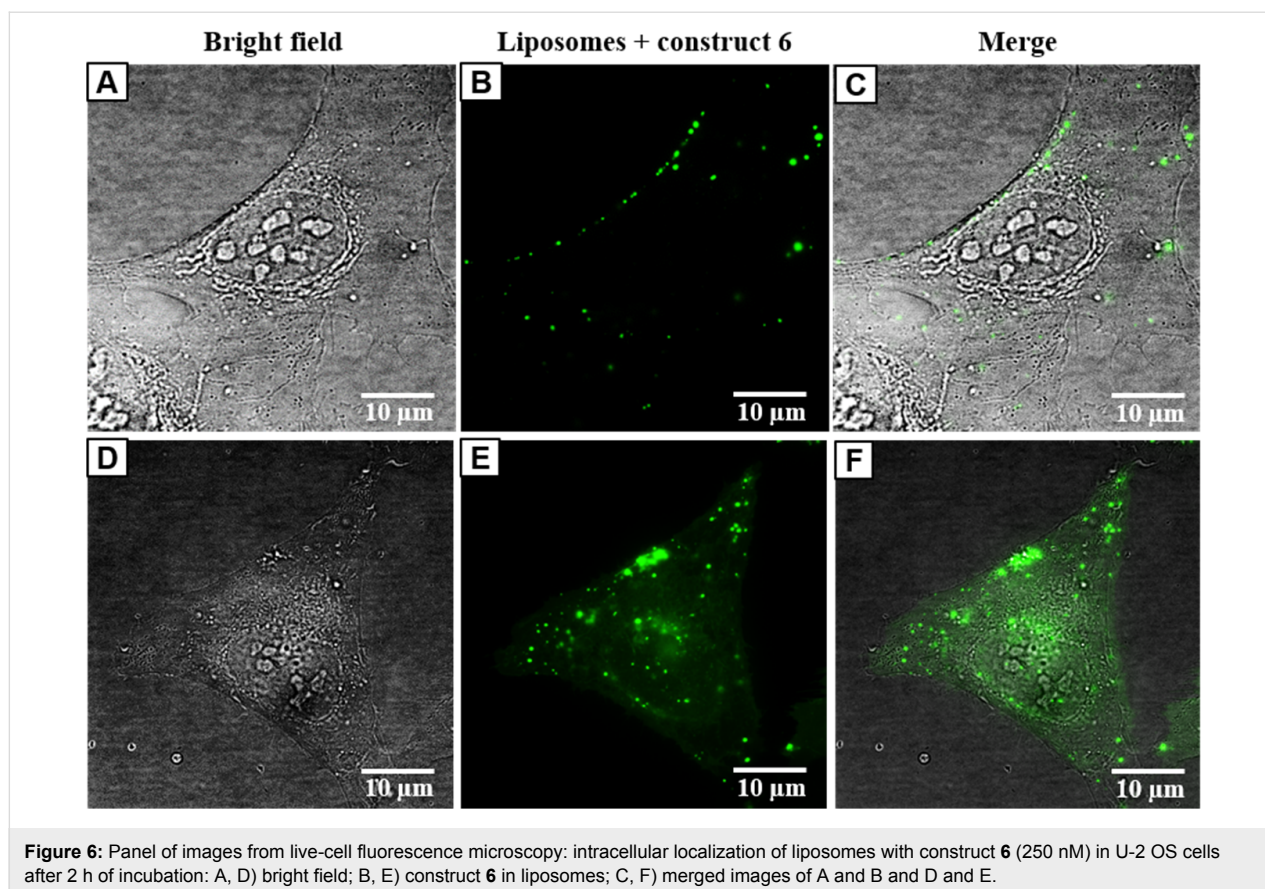 Bright field Liposomes + construct 6 Merge
A B C
10 µm 10 µm 10 µm
D E F
10 µm 10 µm 10 µm
Figure 6: Panel of images from live-cell fluorescence microscopy: intracellular localization of liposomes with construct 6 (250 nM) in U-2 OS cells
after 2 h of incubation: A, D) bright field; B, E) construct 6 in liposomes; C, F) merged images of A and B and D and E.